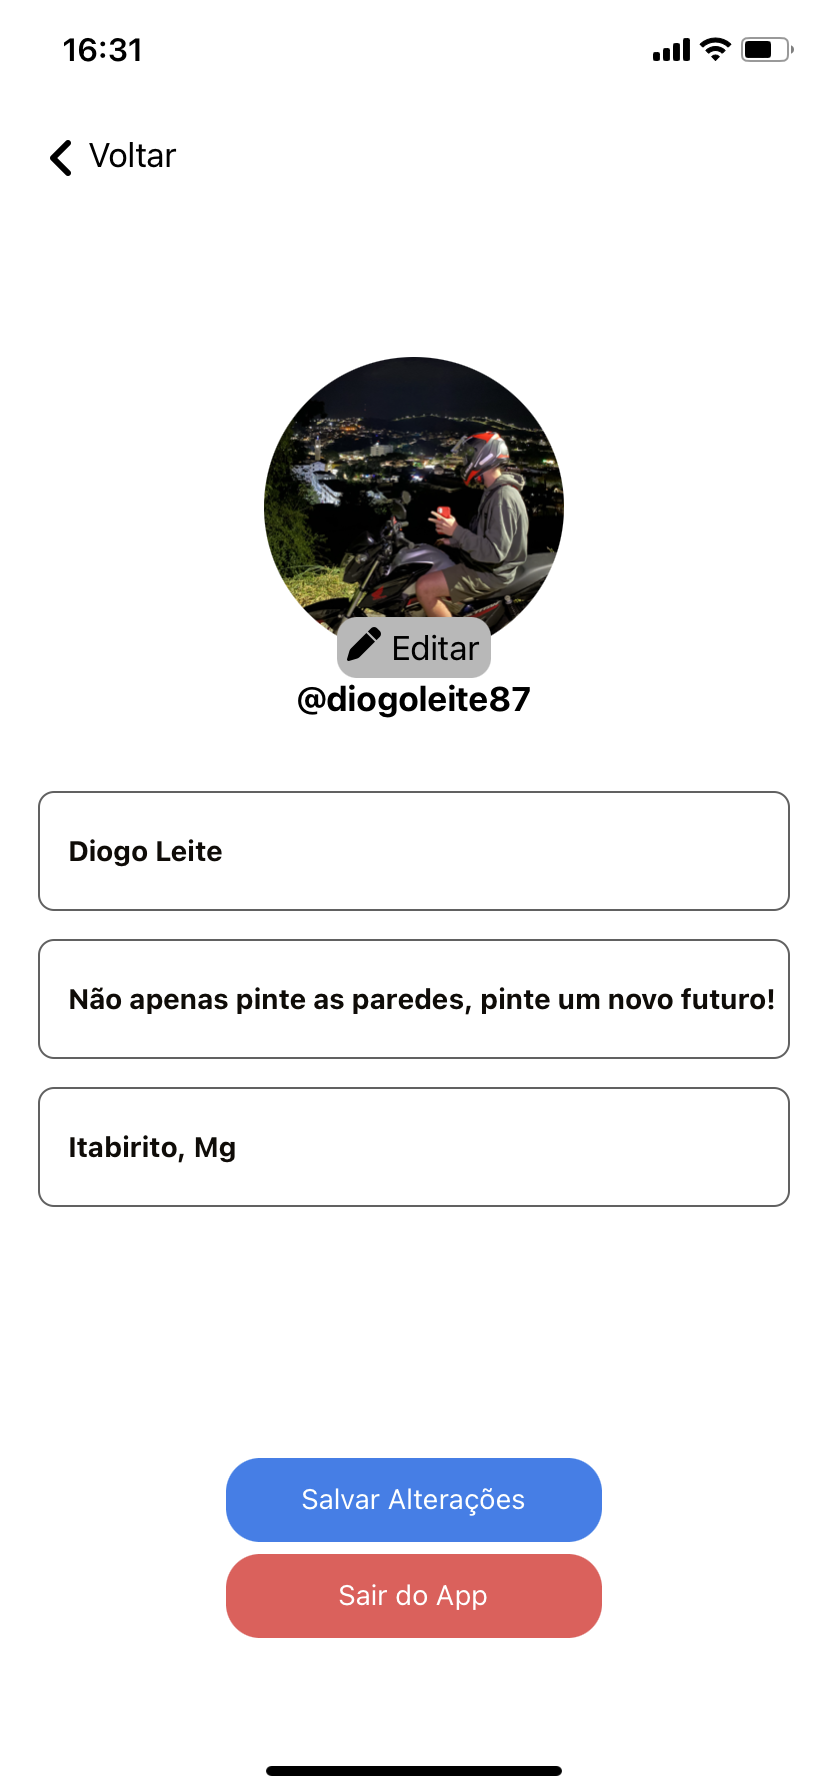 16:31
Voltar
Editar
@diogoleite87
Diogo Leite
Não apenas pinte as paredes, pinte um novo futuro!
Itabirito, Mg
Salvar Alterações
Sair do App